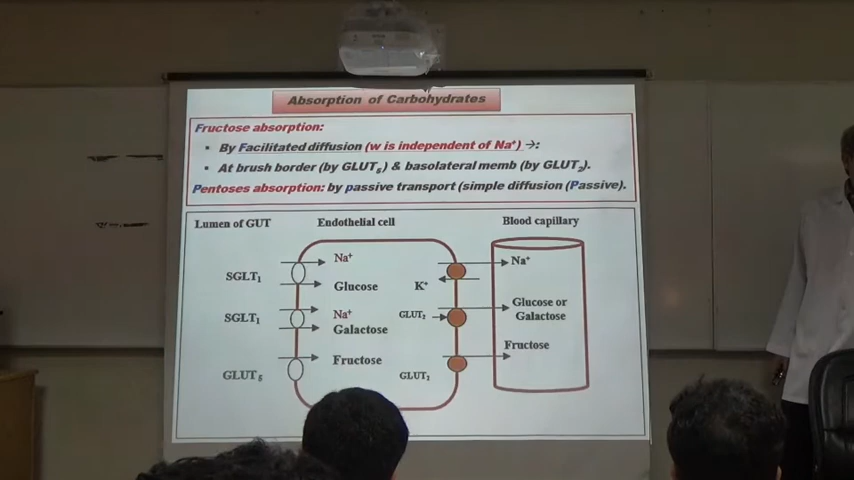 Absorption of Carbohydrates
Fructose absorption:
▪ By Facilitated diffusion (w is independent of Na⁺) →:
▪ At brush border (by GLUT₅) & basolateral memb (by GLUT₂).
Pentoses absorption: by passive transport (simple diffusion (Passive).
Lumen of GUT Endothelial cell Blood capillary
Na⁺ Na⁺
SGLT₁ Glucose K⁺
SGLT₁ Na⁺ GLUT₂ Glucose or
Galactose Galactose
Fructose Fructose
GLUT₅ GLUT₂